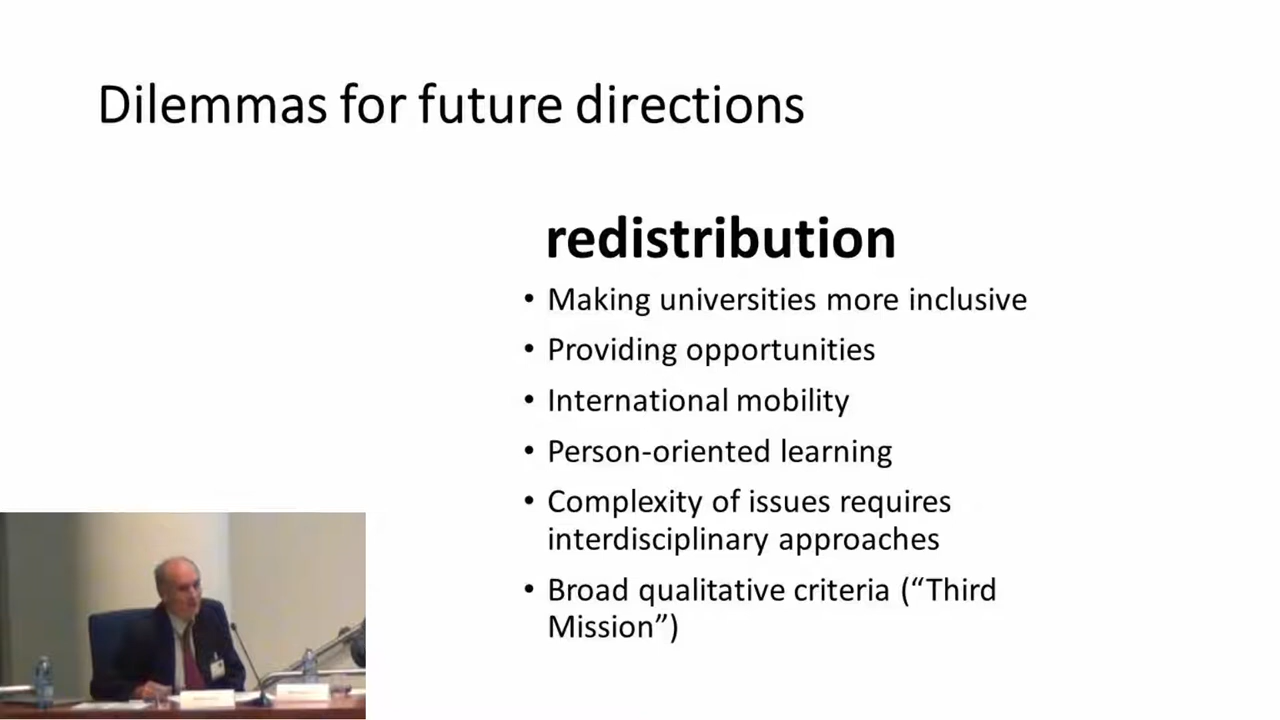 Dilemmas for future directions
redistribution
• Making universities more inclusive
• Providing opportunities
• International mobility
• Person-oriented learning
• Complexity of issues requires
interdisciplinary approaches
• Broad qualitative criteria (“Third
Mission”)